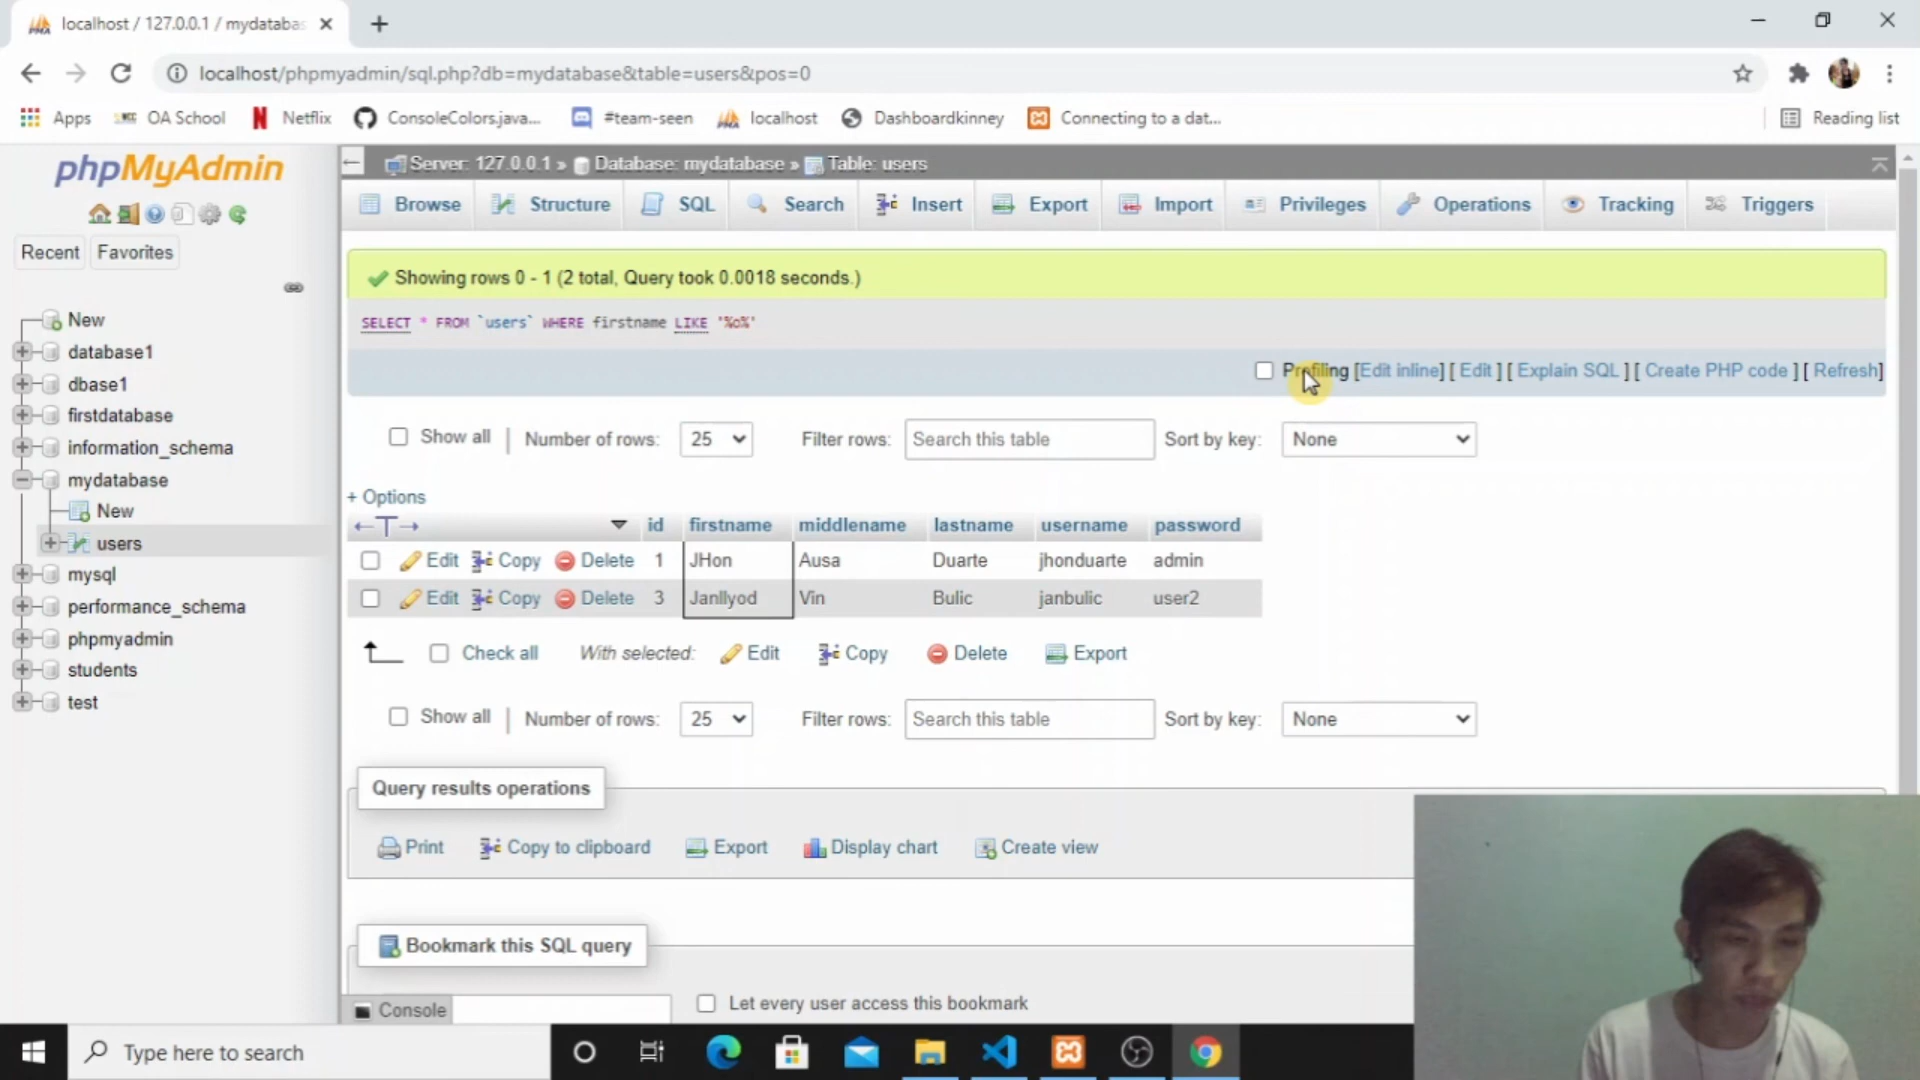 localhost / 127.0.0.1 / mydatabas
localhost/phpmyadmin/sql.php?db=mydatabase&table=users&pos=0
Apps OA School Netflix ConsoleColors.java... #team-seen localhost Dashboardkinney Connecting to a dat... Reading list
phpMyAdmin
Recent Favorites
New
database1
dbase1
firstdatabase
information_schema
mydatabase
New
users
mysql
performance_schema
phpmyadmin
students
test
Server: 127.0.0.1 » Database: mydatabase » Table: users
Browse Structure SQL Search Insert Export Import Privileges Operations Tracking Triggers
Showing rows 0 - 1 (2 total, Query took 0.0018 seconds.)
SELECT * FROM `users` WHERE firstname LIKE '%o%'
Profiling [Edit inline] [ Edit ] [ Explain SQL ] [ Create PHP code ] [ Refresh]
Show all | Number of rows: 25 Filter rows: Search this table Sort by key: None
+ Options
←T→ id firstname middlename lastname username password
Edit Copy Delete 1 JHon Ausa Duarte jhonduarte admin
Edit Copy Delete 3 Janllyod Vin Bulic janbulic user2
Check all With selected: Edit Copy Delete Export
Show all | Number of rows: 25 Filter rows: Search this table Sort by key: None
Query results operations
Print Copy to clipboard Export Display chart Create view
Bookmark this SQL query
Let every user access this bookmark
Console
Type here to search